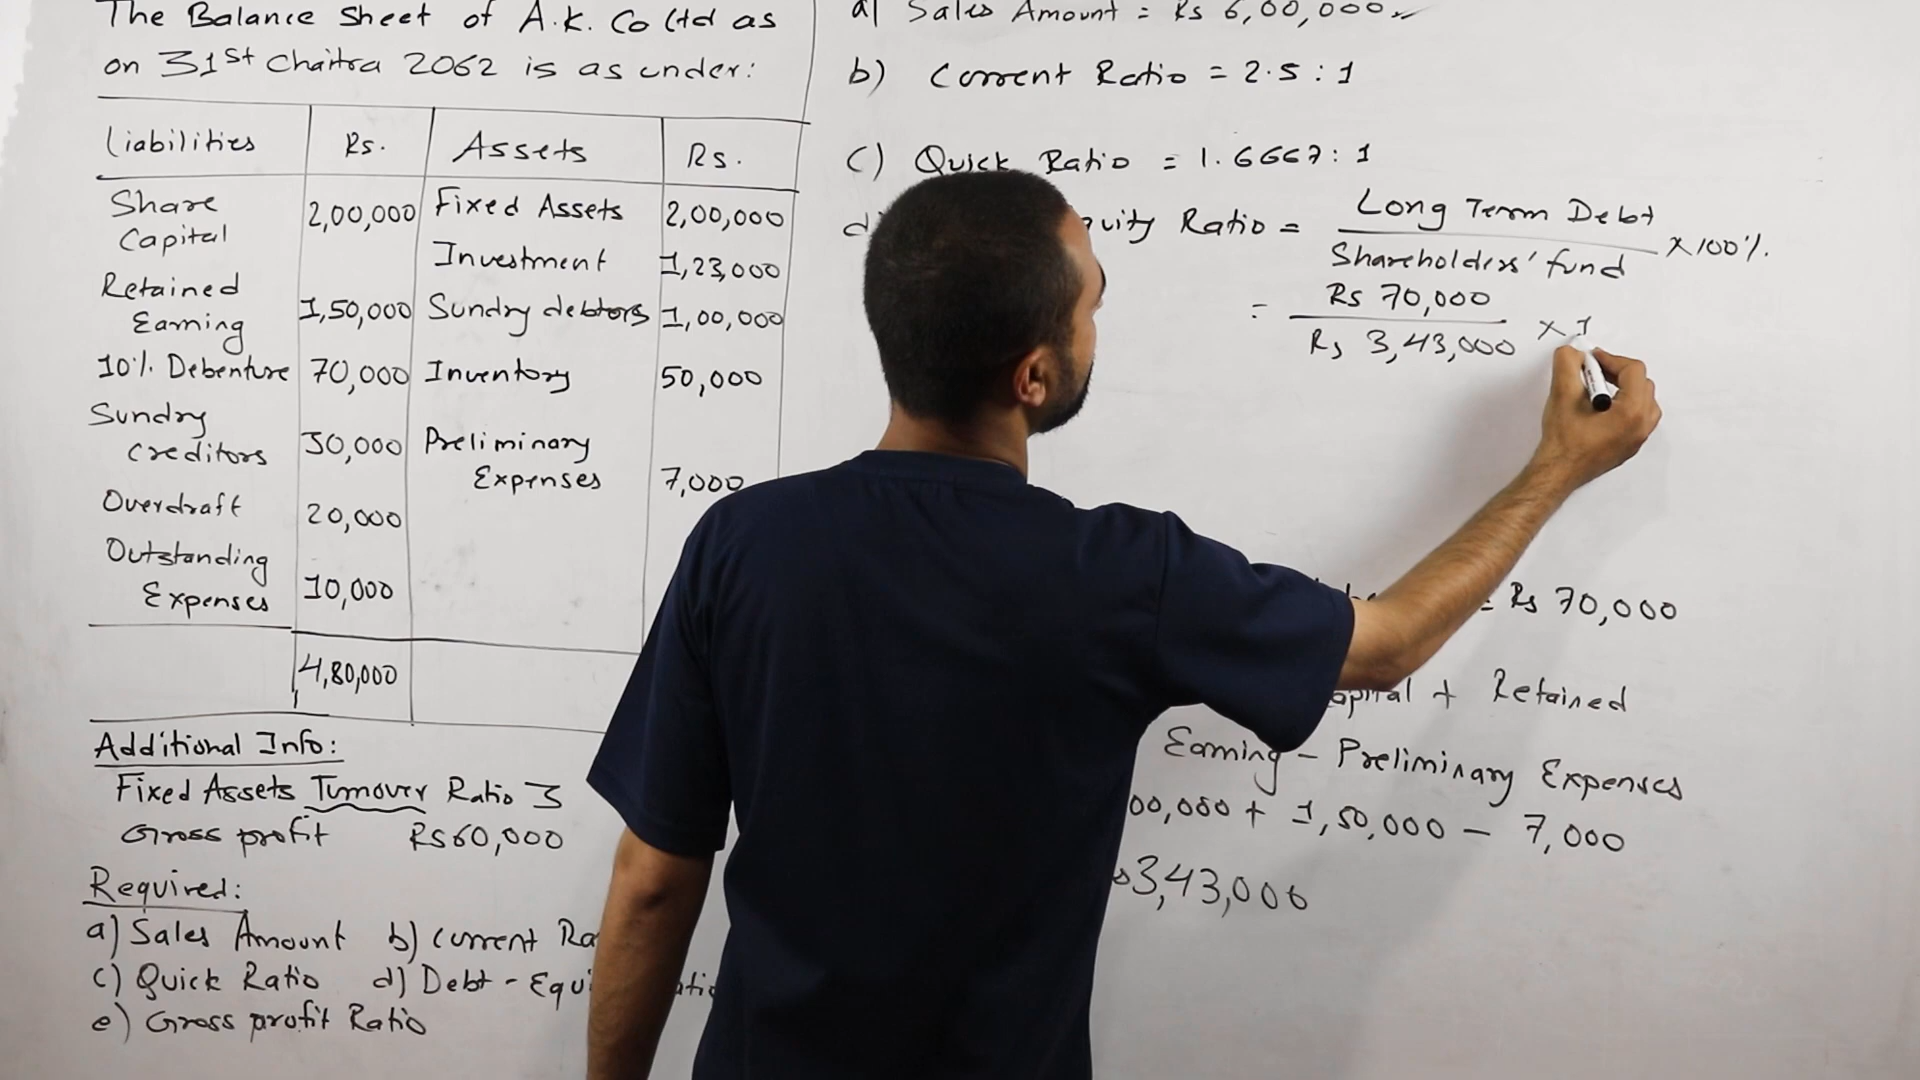 The Balance Sheet of A.K. Co Ltd as
on 31st Chaitra 2062 is as under:
Liabilities Rs. Assets Rs.
Share Capital 2,00,000 Fixed Assets 2,00,000
Investment 1,23,000
Retained Earning 1,50,000 Sundry debtors 1,00,000
10% Debenture 70,000 Inventory 50,000
Sundry Creditors 30,000 Preliminary Expenses 7,000
Overdraft 20,000
Outstanding Expenses 10,000
4,80,000
Additional Info:
Fixed Assets Turnover Ratio 3
Gross profit Rs 60,000
Required:
a) Sales Amount b) Current
c) Quick Ratio d) Debt-
e) Gross profit Ratio
a) Sales Amount = Rs 6,00,000
b) Current Ratio = 2.5 : 1
c) Quick Ratio = 1.6667 : 1
Ratio = Long Term Debt
Shareholders' fund × 100%.
= Rs 70,000
Rs 3,43,000 × 1
= Rs 70,000
+ Retained
Earning - Preliminary Expenses
+ 1,50,000 - 7,000
3,43,000